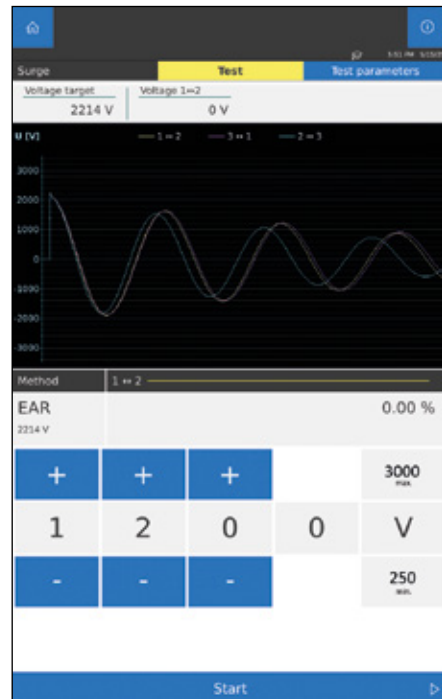 Surge Test Test parameters
Voltage target Voltage 1↔2
2214 V 0 V
U [V] 1↔2 3↔1 2↔3
3000
2000
1000
0
-1000
-2000
-3000
Method 1↔2
EAR 0.00 %
2214 V
+ + + 3000
max.
1 2 0 0 V
- - - 250
min.
Start